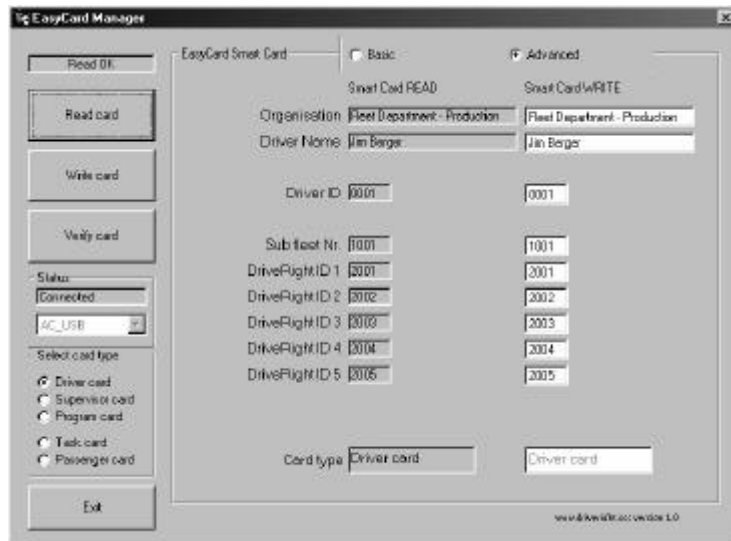 EasyCard Manager
Read OK
EasyCard Smart Card
Basic
Advanced
Smart Card READ
Smart Card WRITE
Read card
Organisation
Fleet Department - Production
Fleet Department - Production
Driver Name
Jim Berger
Jim Berger
Write card
Driver ID
0001
0001
Verify card
Sub fleet Nr.
1001
1001
Status
DriveRight ID 1
2001
2001
Connected
DriveRight ID 2
2002
2002
AC_USB
DriveRight ID 3
2003
2003
DriveRight ID 4
2004
2004
Select card type
DriveRight ID 5
2005
2005
Driver card
Supervisor card
Program card
Task card
Passenger card
Card type
Driver card
Driver card
Exit
version 1.0